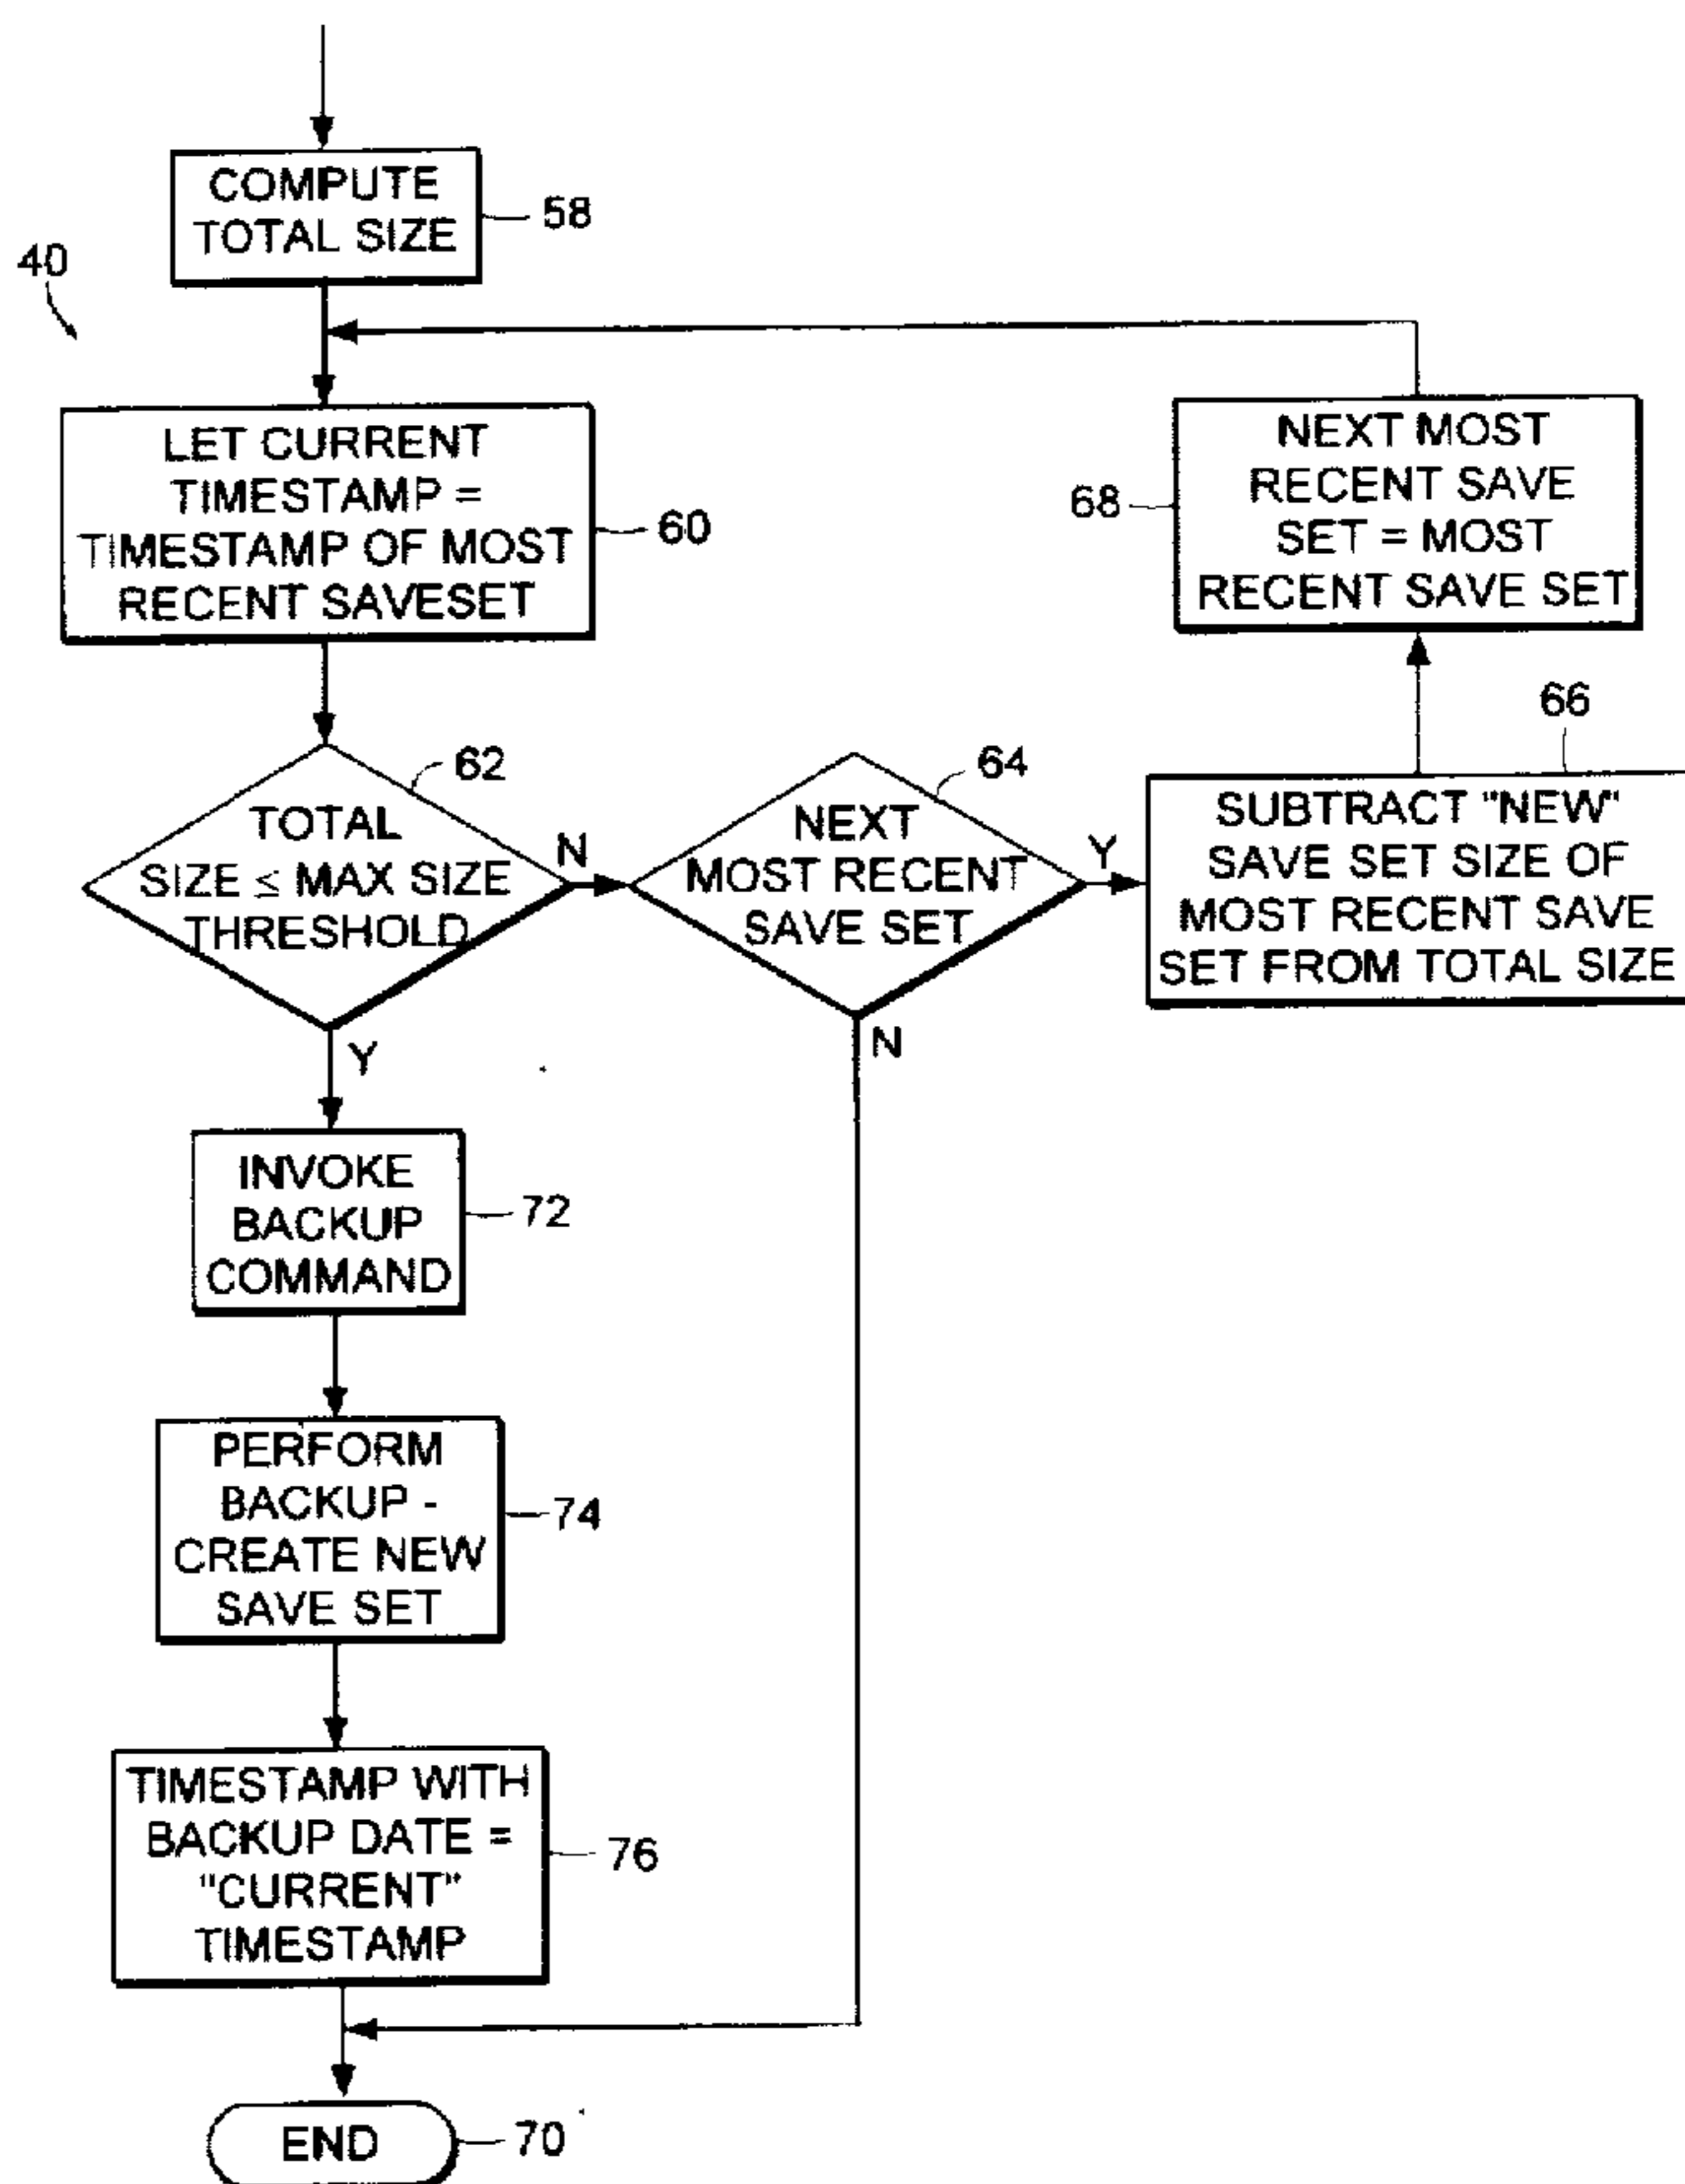 COMPUTE
TOTAL SIZE
58
40
LET CURRENT
TIMESTAMP =
TIMESTAMP OF MOST
RECENT SAVESET
60
NEXT MOST
RECENT SAVE
SET = MOST
RECENT SAVE SET
68
66
62
TOTAL
SIZE ≤ MAX SIZE
THRESHOLD
N
Y
64
NEXT
MOST RECENT
SAVE SET
Y
N
SUBTRACT "NEW"
SAVE SET SIZE OF
MOST RECENT SAVE
SET FROM TOTAL SIZE
INVOKE
BACKUP
COMMAND
72
PERFORM
BACKUP -
CREATE NEW
SAVE SET
74
TIMESTAMP WITH
BACKUP DATE =
"CURRENT"
TIMESTAMP
76
END
70